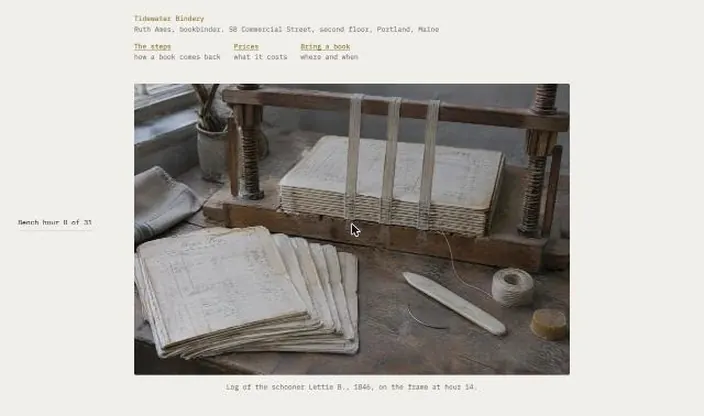 Tidewater Bindery
Ruth Ames, bookbinder. 58 Commercial Street, second floor, Portland, Maine
The steps
how a book comes back
Prices
what it costs
Bring a book
where and when
Bench hour 0 of 31
Log of the schooner Lettie B., 1846, on the frame at hour 14.